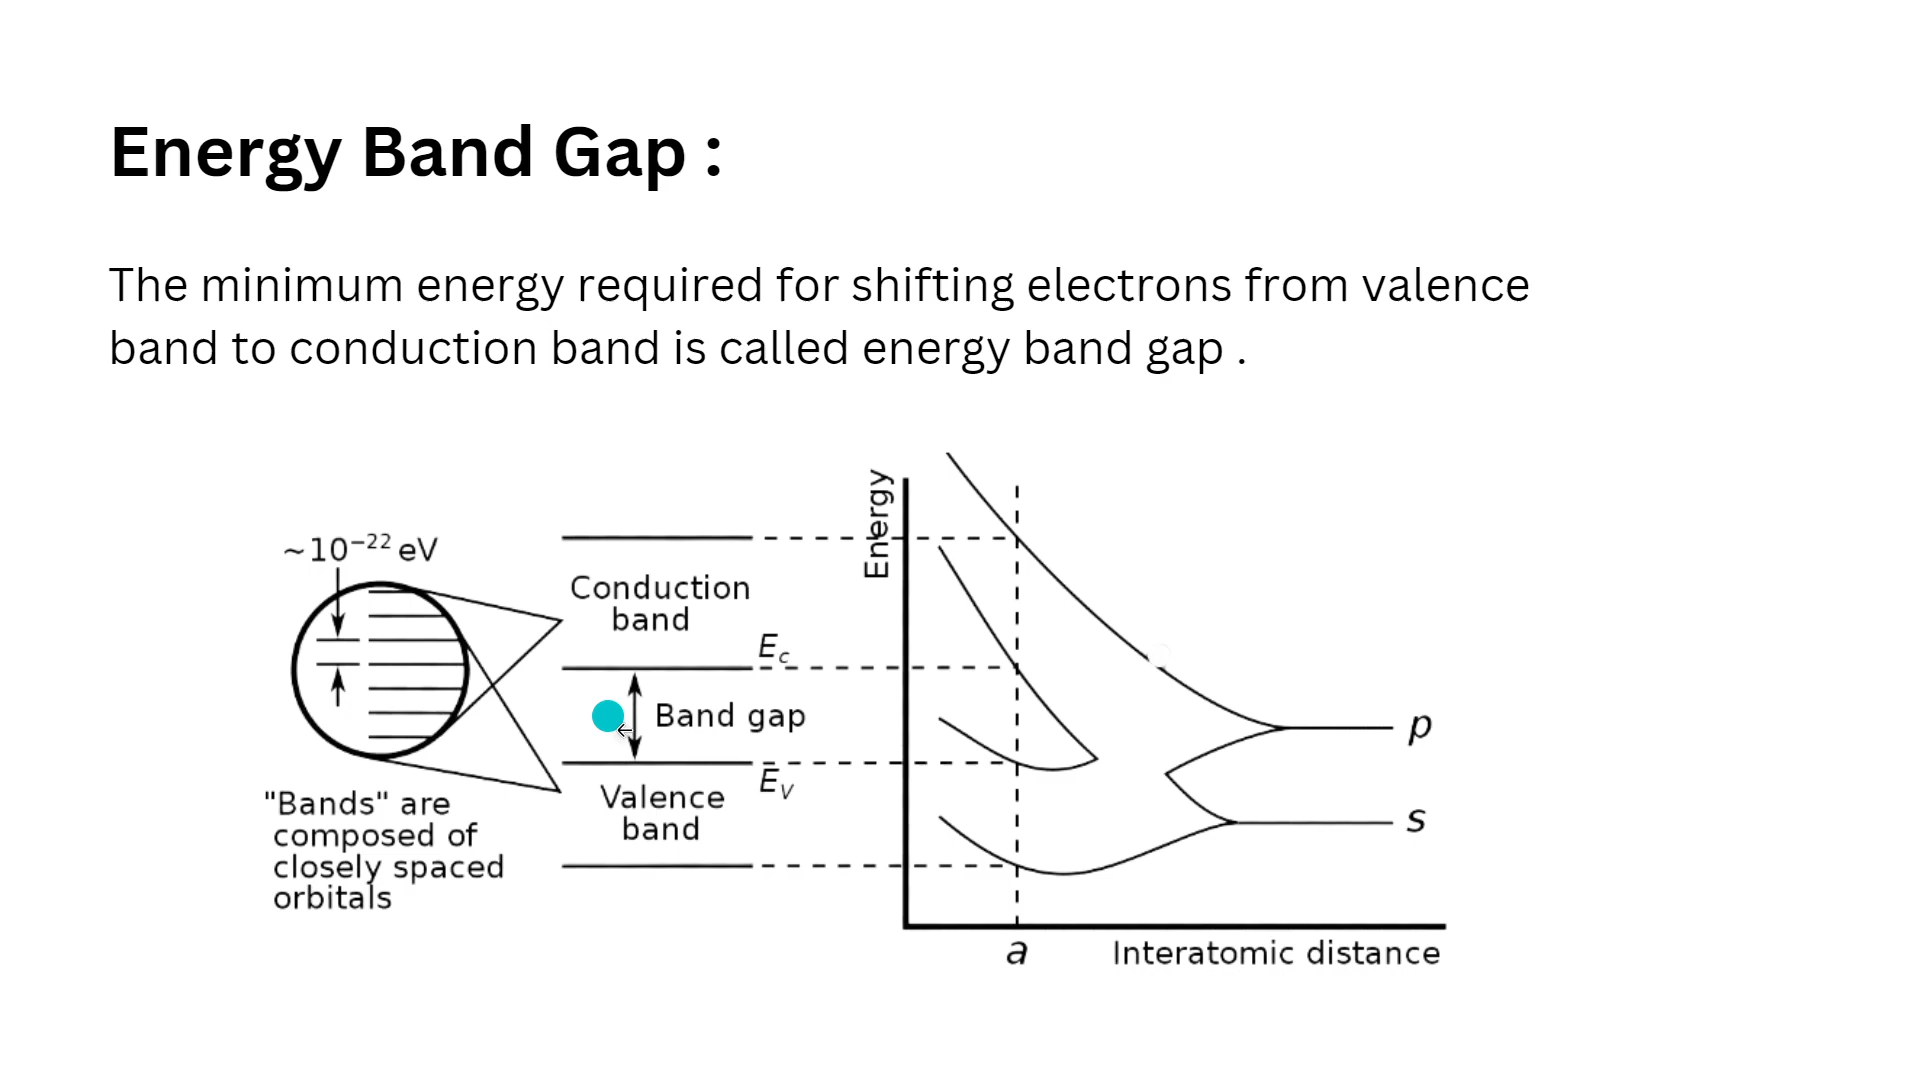 Energy Band Gap :
The minimum energy required for shifting electrons from valence
band to conduction band is called energy band gap .
~10⁻²² eV
"Bands" are
composed of
closely spaced
orbitals
Conduction
band
E_c
Band gap
E_V
Valence
band
Energy
p
s
a
Interatomic distance